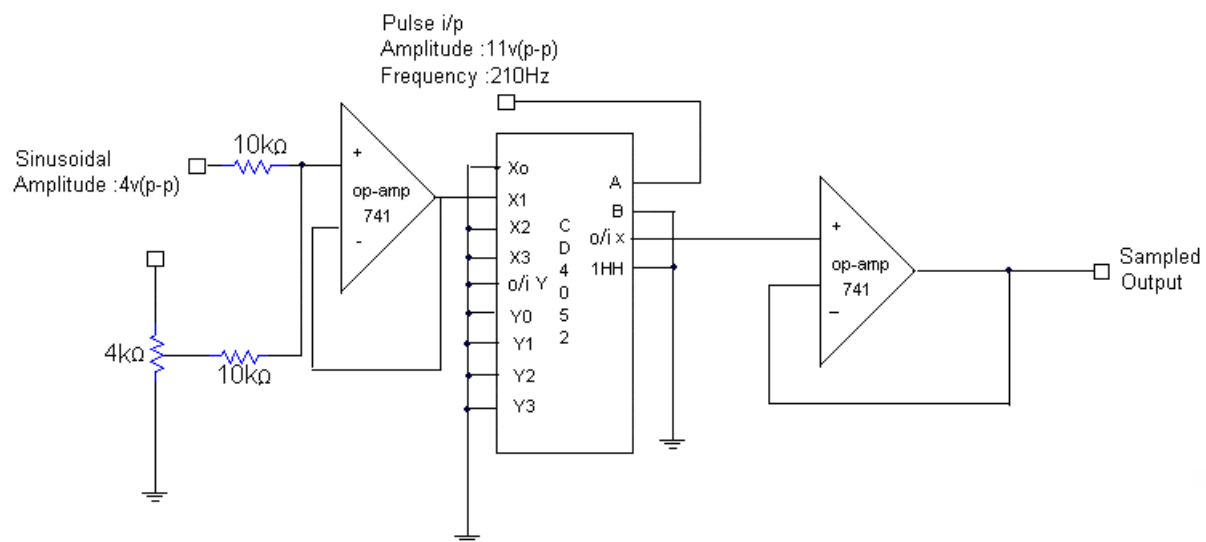 Pulse i/p
Amplitude :11v(p-p)
Frequency :210Hz
Sinusoidal
Amplitude :4v(p-p)
10kΩ
+
op-amp
741
-
4kΩ
10kΩ
Xo
X1
X2
X3
o/i Y
Y0
Y1
Y2
Y3
C
D
4
0
5
2
A
B
o/i x
1HH
+
op-amp
741
–
Sampled
Output